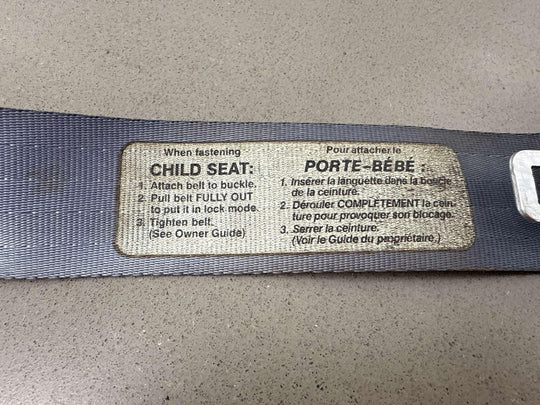 When fastening
CHILD SEAT:
1. Attach belt to buckle.
2. Pull belt FULLY OUT
to put it in lock mode.
3. Tighten belt.
(See Owner Guide)
Pour attacher le
PORTE-BÉBÉ :
1. Insérer la languette dans la boucle
de la ceinture.
2. Dérouler COMPLÈTEMENT la cein-
ture pour provoquer son blocage.
3. Serrer la ceinture.
(Voir le Guide du propriétaire.)